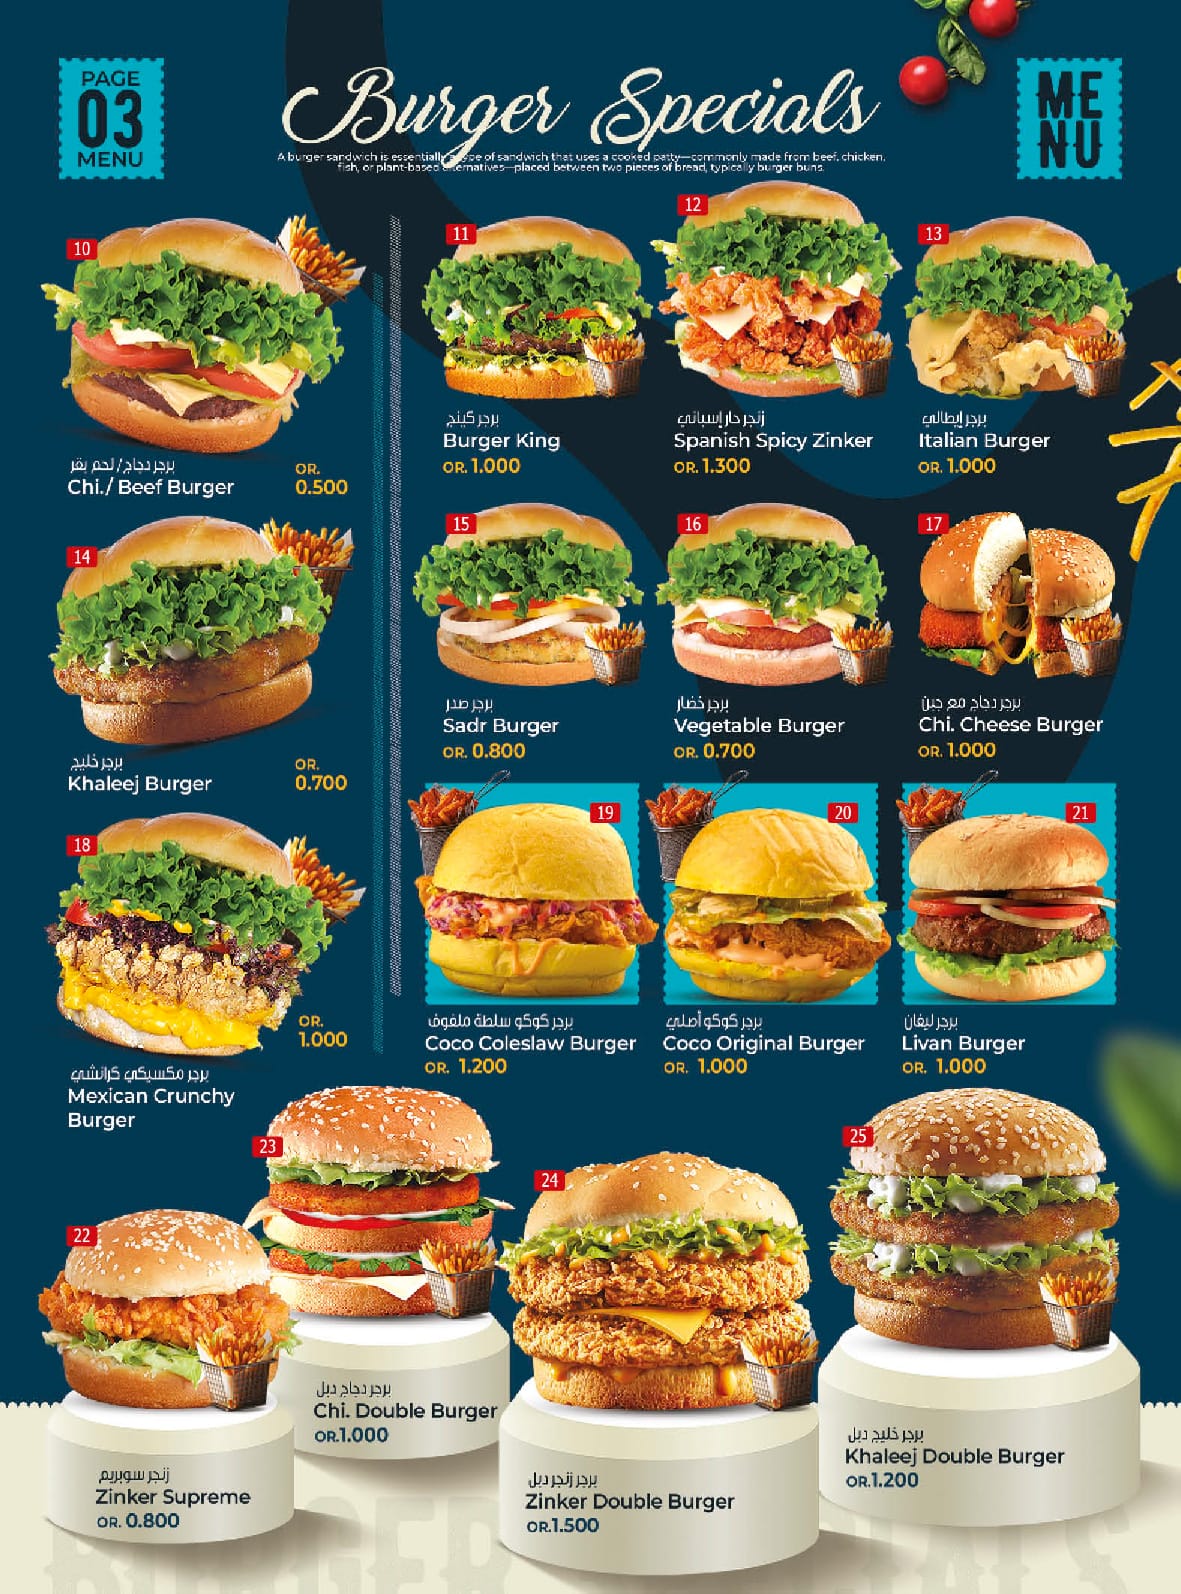 PAGE
03
MENU
Burger Specials
ME
NU
A burger sandwich is essentially a type of sandwich that uses a cooked patty—commonly made from beef, chicken,
fish, or plant-based alternatives—placed between two pieces of bread, typically burger buns.
10
برجر دجاج/ لحم بقر
Chi./ Beef Burger
OR.
0.500
11
برجر كينج
Burger King
OR. 1.000
12
زنجر حار إسباني
Spanish Spicy Zinker
OR. 1.300
13
برجر إيطالي
Italian Burger
OR. 1.000
14
برجر خليج
Khaleej Burger
OR.
0.700
15
برجر صدر
Sadr Burger
OR. 0.800
16
برجر خضار
Vegetable Burger
OR. 0.700
17
برجر دجاج مع جبن
Chi. Cheese Burger
OR. 1.000
18
OR.
1.000
برجر مكسيكي كرانشي
Mexican Crunchy
Burger
19
برجر كوكو سلطة ملفوف
Coco Coleslaw Burger
OR. 1.200
20
برجر كوكو أصلي
Coco Original Burger
OR. 1.000
21
برجر ليفان
Livan Burger
OR. 1.000
22
زنجر سوبريم
Zinker Supreme
OR. 0.800
23
برجر دجاج دبل
Chi. Double Burger
OR.1.000
24
برجر زنجر دبل
Zinker Double Burger
OR.1.500
25
برجر خليج دبل
Khaleej Double Burger
OR.1.200